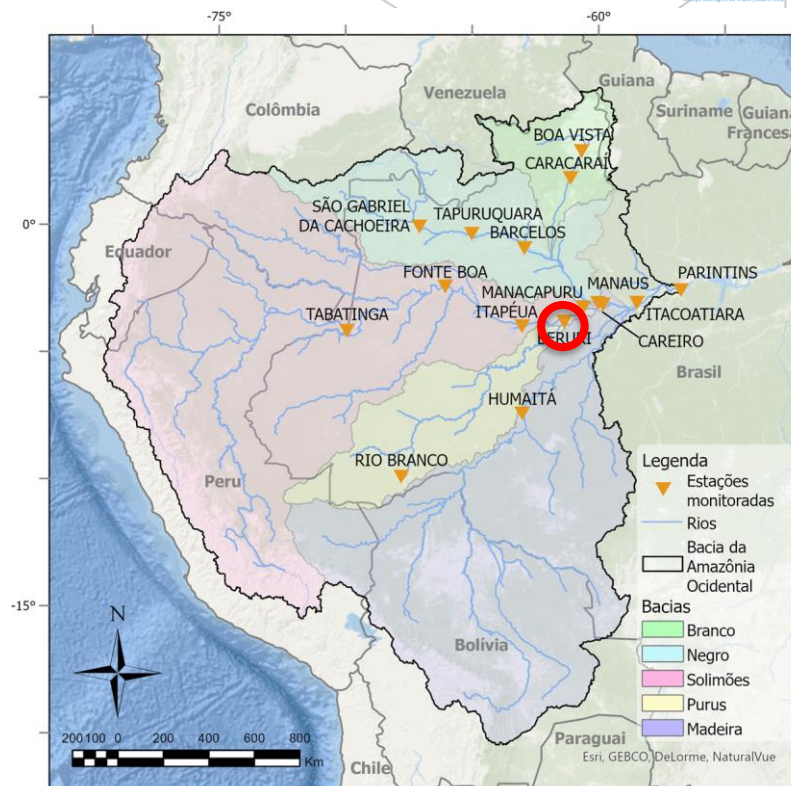 -75°
-60°
Guiana
Venezuela
Colômbia
Suriname
Guiana
Francesa
BOA VISTA
CARACARAÍ
SÃO GABRIEL
DA CACHOEIRA
TAPURUQUARA
BARCELOS
0°
Equador
FONTE BOA
MANACAPURU
MANAUS
PARINTINS
TABATINGA
ITAPÉUA
ITACOATIARA
BERURI
CAREIRO
Brasil
HUMAITÁ
RIO BRANCO
Peru
Legenda
Estações
monitoradas
Rios
Bacia da
Amazônia
Ocidental
-15°
N
Bolívia
Bacias
Branco
Negro
Solimões
Purus
Madeira
200 100 0 200 400 600 800
Km
Paraguai
Chile
Esri, GEBCO, DeLorme, NaturalVue